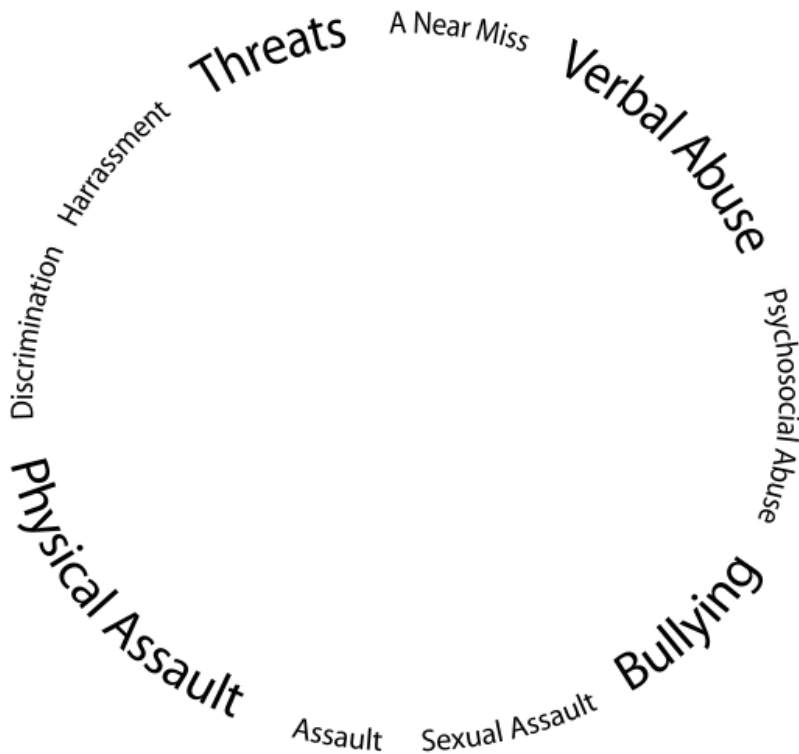 Threats
A Near Miss
Verbal Abuse
Psychosocial Abuse
Bullying
Sexual Assault
Assault
Physical Assault
Discrimination
Harrassment